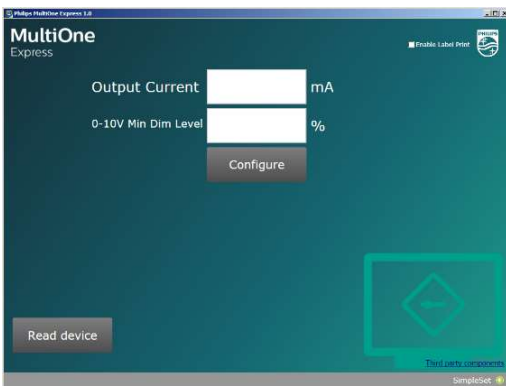 Philips MultiOne Express 1.0
MultiOne
Express
Enable Label Print
PHILIPS
Output Current mA
0-10V Min Dim Level %
Configure
Read device
Third party components
SimpleSet